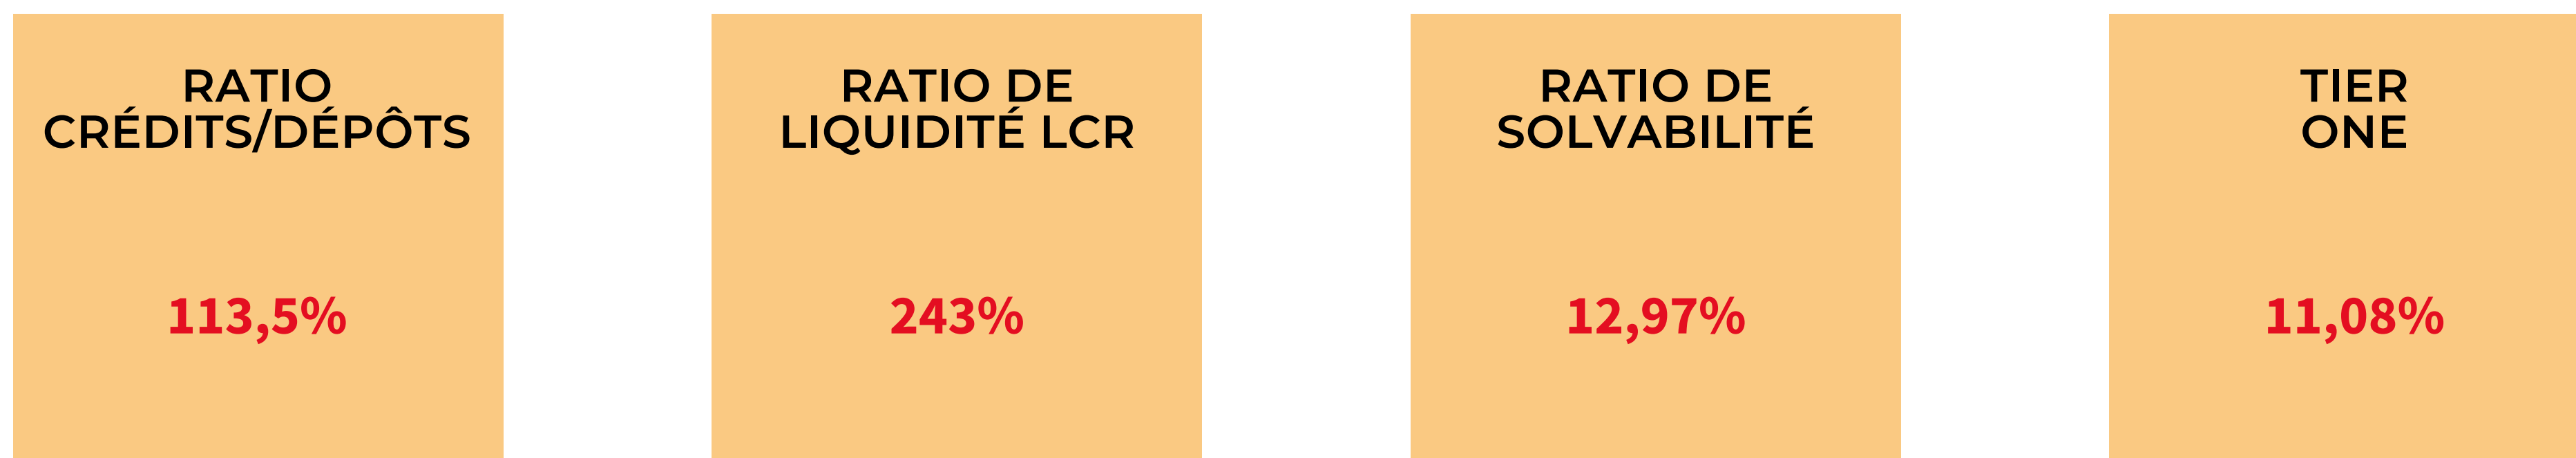 RATIO
CRÉDITS/DÉPÔTS
113,5%
RATIO DE
LIQUIDITÉ LCR
243%
RATIO DE
SOLVABILITÉ
12,97%
TIER
ONE
11,08%